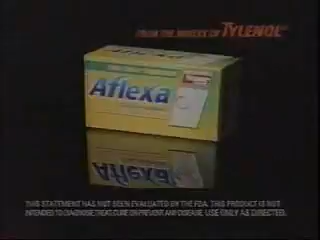 FROM THE MAKERS OF TYLENOL
Aflexa
THIS STATEMENT HAS NOT BEEN EVALUATED BY THE FDA. THIS PRODUCT IS NOT
INTENDED TO DIAGNOSE, TREAT, CURE OR PREVENT ANY DISEASE. USE ONLY AS DIRECTED.